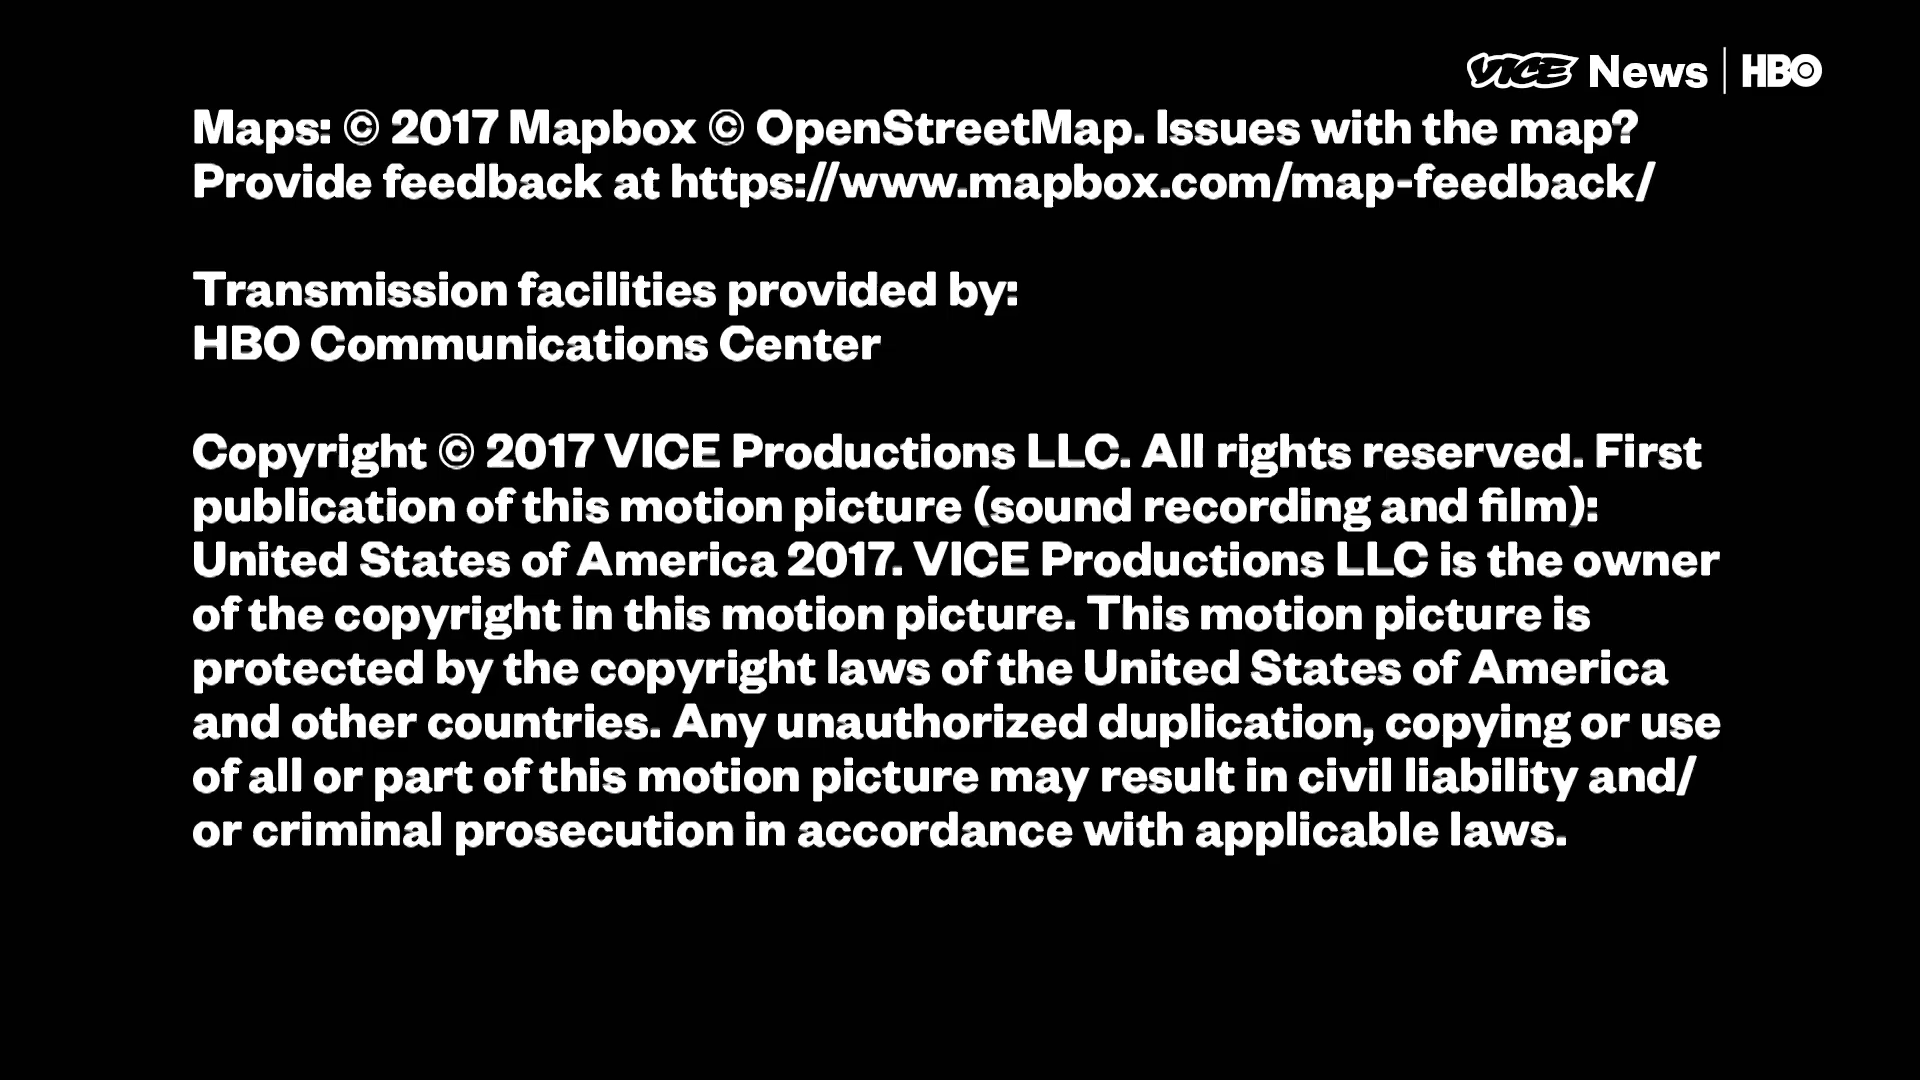 VICE News | HBO
Maps: © 2017 Mapbox © OpenStreetMap. Issues with the map?
Provide feedback at https://www.mapbox.com/map-feedback/
Transmission facilities provided by:
HBO Communications Center
Copyright © 2017 VICE Productions LLC. All rights reserved. First
publication of this motion picture (sound recording and film):
United States of America 2017. VICE Productions LLC is the owner
of the copyright in this motion picture. This motion picture is
protected by the copyright laws of the United States of America
and other countries. Any unauthorized duplication, copying or use
of all or part of this motion picture may result in civil liability and/
or criminal prosecution in accordance with applicable laws.